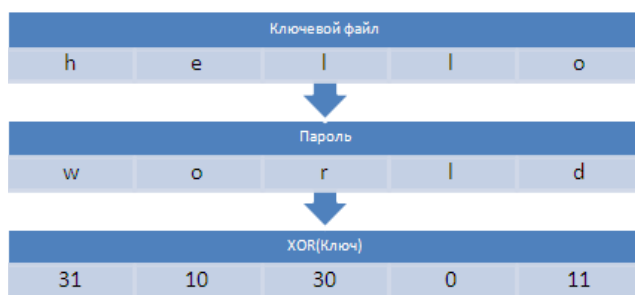 Ключевой файл
h e l l o
Пароль
w o r l d
XOR(Ключ)
31 10 30 0 11